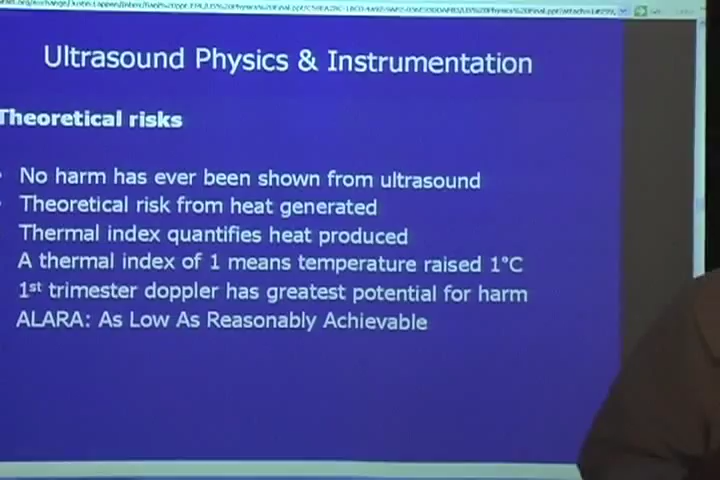 Ultrasound Physics & Instrumentation
Theoretical risks
No harm has ever been shown from ultrasound
Theoretical risk from heat generated
Thermal index quantifies heat produced
A thermal index of 1 means temperature raised 1°C
1st trimester doppler has greatest potential for harm
ALARA: As Low As Reasonably Achievable